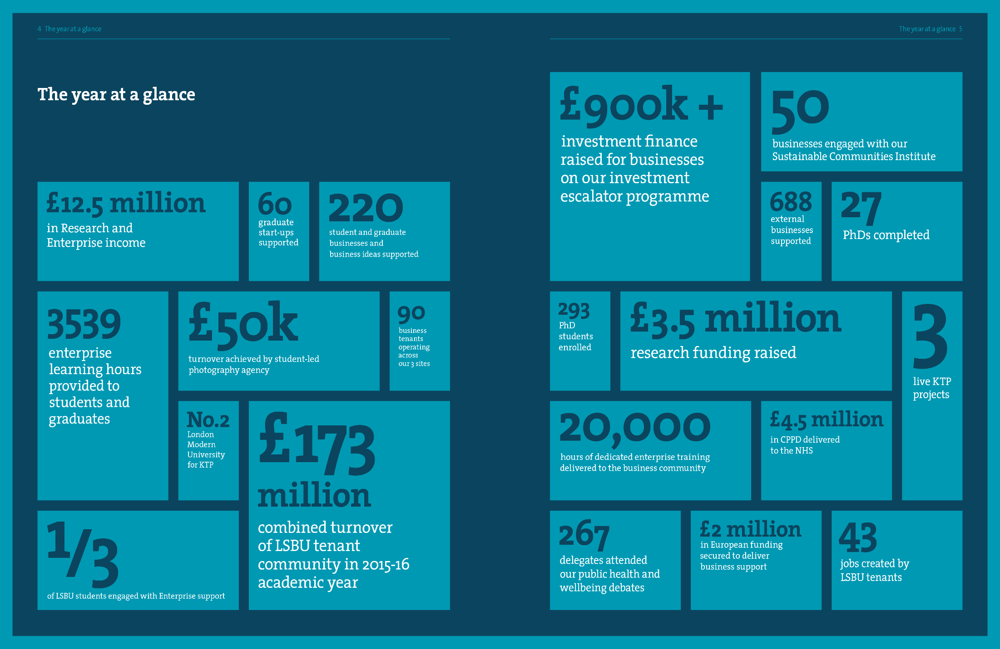 4 The year at a glance
The year at a glance
£12.5 million
in Research and
Enterprise income
60
graduate
start-ups
supported
220
student and graduate
businesses and
business ideas supported
3539
enterprise
learning hours
provided to
students and
graduates
£50k
turnover achieved by student-led
photography agency
90
business
tenants
operating
across
our 3 sites
No.2
London
Modern
University
for KTP
£173
million
combined turnover
of LSBU tenant
community in 2015-16
academic year
1/3
of LSBU students engaged with Enterprise support
The year at a glance 5
£900k +
investment finance
raised for businesses
on our investment
escalator programme
50
businesses engaged with our
Sustainable Communities Institute
688
external
businesses
supported
27
PhDs completed
293
PhD
students
enrolled
£3.5 million
research funding raised
3
live KTP
projects
20,000
hours of dedicated enterprise training
delivered to the business community
£4.5 million
in CPPD delivered
to the NHS
267
delegates attended
our public health and
wellbeing debates
£2 million
in European funding
secured to deliver
business support
43
jobs created by
LSBU tenants